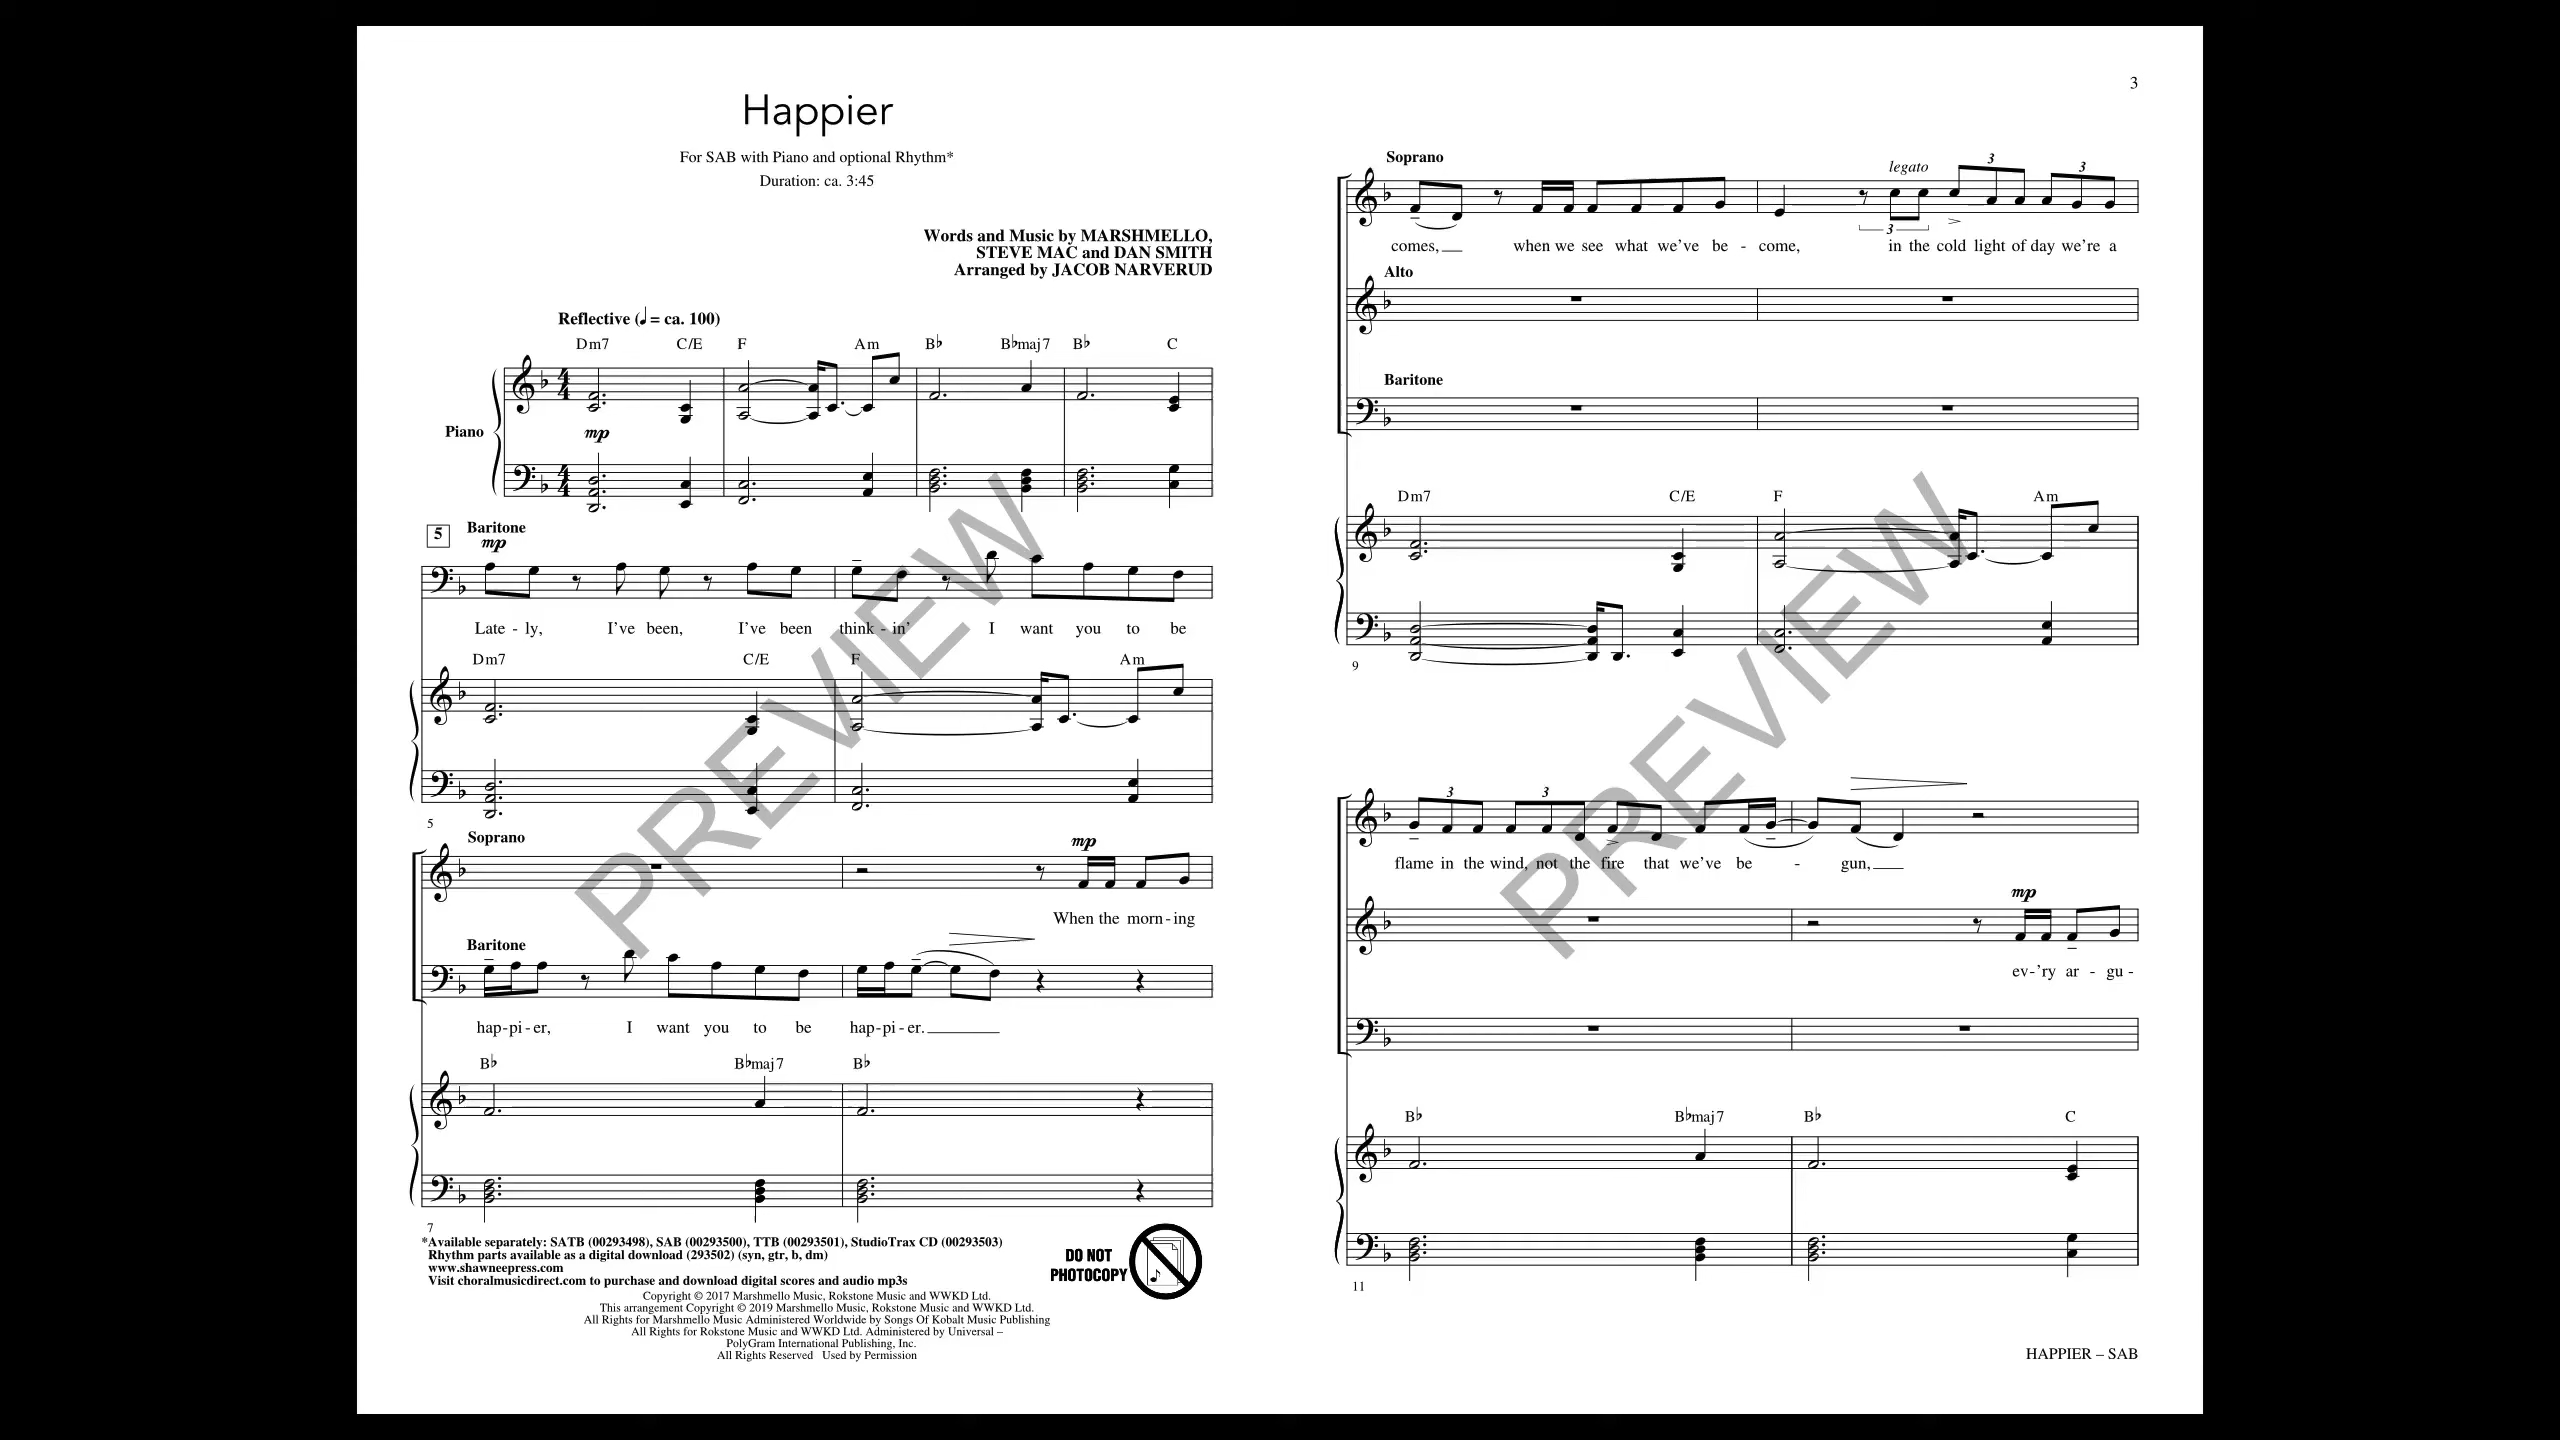 Happier
For SAB with Piano and optional Rhythm*
Duration: ca. 3:45
Words and Music by MARSHMELLO,
STEVE MAC and DAN SMITH
Arranged by JACOB NARVERUD
Reflective (♩ = ca. 100)
Dm7 C/E F Am B♭ B♭maj7 B♭ C
Piano
mp
5 Baritone
mp
Late - ly, I've been, I've been think - in' I want you to be
Dm7 C/E F Am
5
Soprano
mp
When the morn - ing
Baritone
hap - pi - er, I want you to be hap - pi - er.
B♭ B♭maj7 B♭
7
*Available separately: SATB (00293498), SAB (00293500), TTB (00293501), StudioTrax CD (00293503)
Rhythm parts available as a digital download (293502) (syn, gtr, b, dm)
www.shawneepress.com
Visit choralmusicdirect.com to purchase and download digital scores and audio mp3s
DO NOT
PHOTOCOPY
Copyright © 2017 Marshmello Music, Rokstone Music and WWKD Ltd.
This arrangement Copyright © 2019 Marshmello Music, Rokstone Music and WWKD Ltd.
All Rights for Marshmello Music Administered Worldwide by Songs Of Kobalt Music Publishing
All Rights for Rokstone Music and WWKD Ltd. Administered by Universal –
PolyGram International Publishing, Inc.
All Rights Reserved Used by Permission
PREVIEW
3
Soprano
legato 3 3
3
comes, when we see what we've be - come, in the cold light of day we're a
Alto
Baritone
Dm7 C/E F Am
9
3 3
flame in the wind, not the fire that we've be - gun,
mp
ev - 'ry ar - gu -
B♭ B♭maj7 B♭ C
11
HAPPIER – SAB
PREVIEW